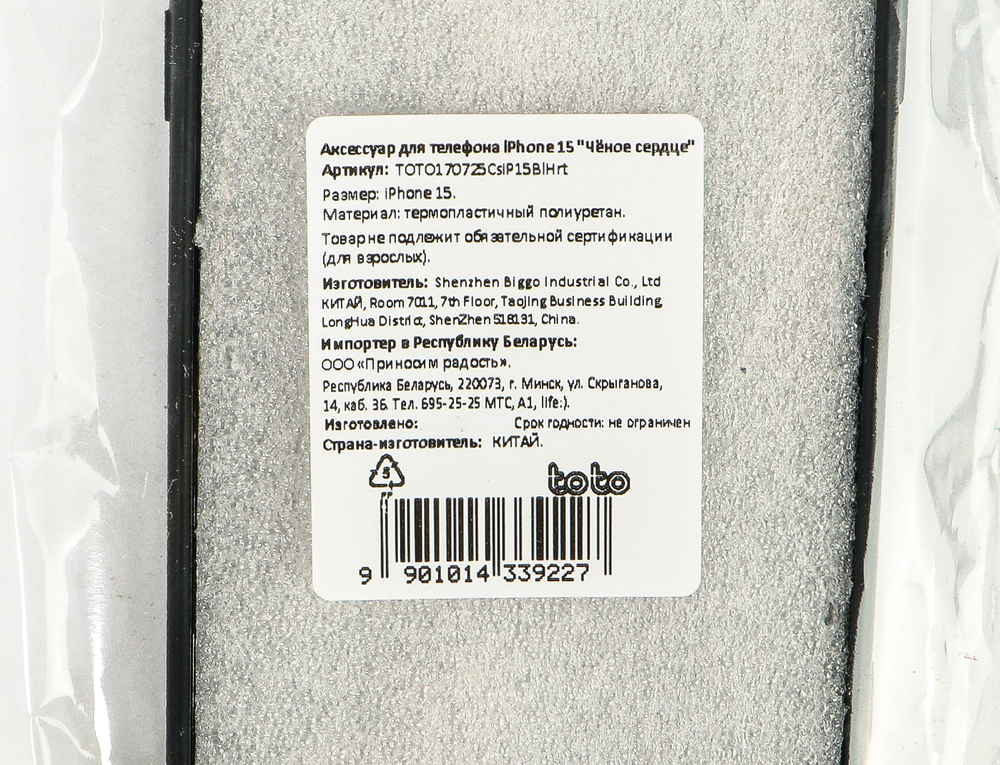 Аксессуар для телефона iPhone 15 "Чёное сердце"
Артикул: TOTO170725CsIP15BlHrt
Размер: iPhone 15.
Материал: термопластичный полиуретан.
Товар не подлежит обязательной сертификации
(для взрослых).
Изготовитель: Shenzhen Biggo Industrial Co., Ltd
КИТАЙ, Room 7011, 7th Floor, Taojing Business Building,
LongHua District, ShenZhen 518131, China.
Импортер в Республику Беларусь:
ООО «Приносим радость».
Республика Беларусь, 220073, г. Минск, ул. Скрыганова,
14, каб. 36. Тел. 695-25-25 МТС, А1, life:).
Изготовлено: Срок годности: не ограничен
Страна-изготовитель: КИТАЙ.
5 toto
9 901014 339227